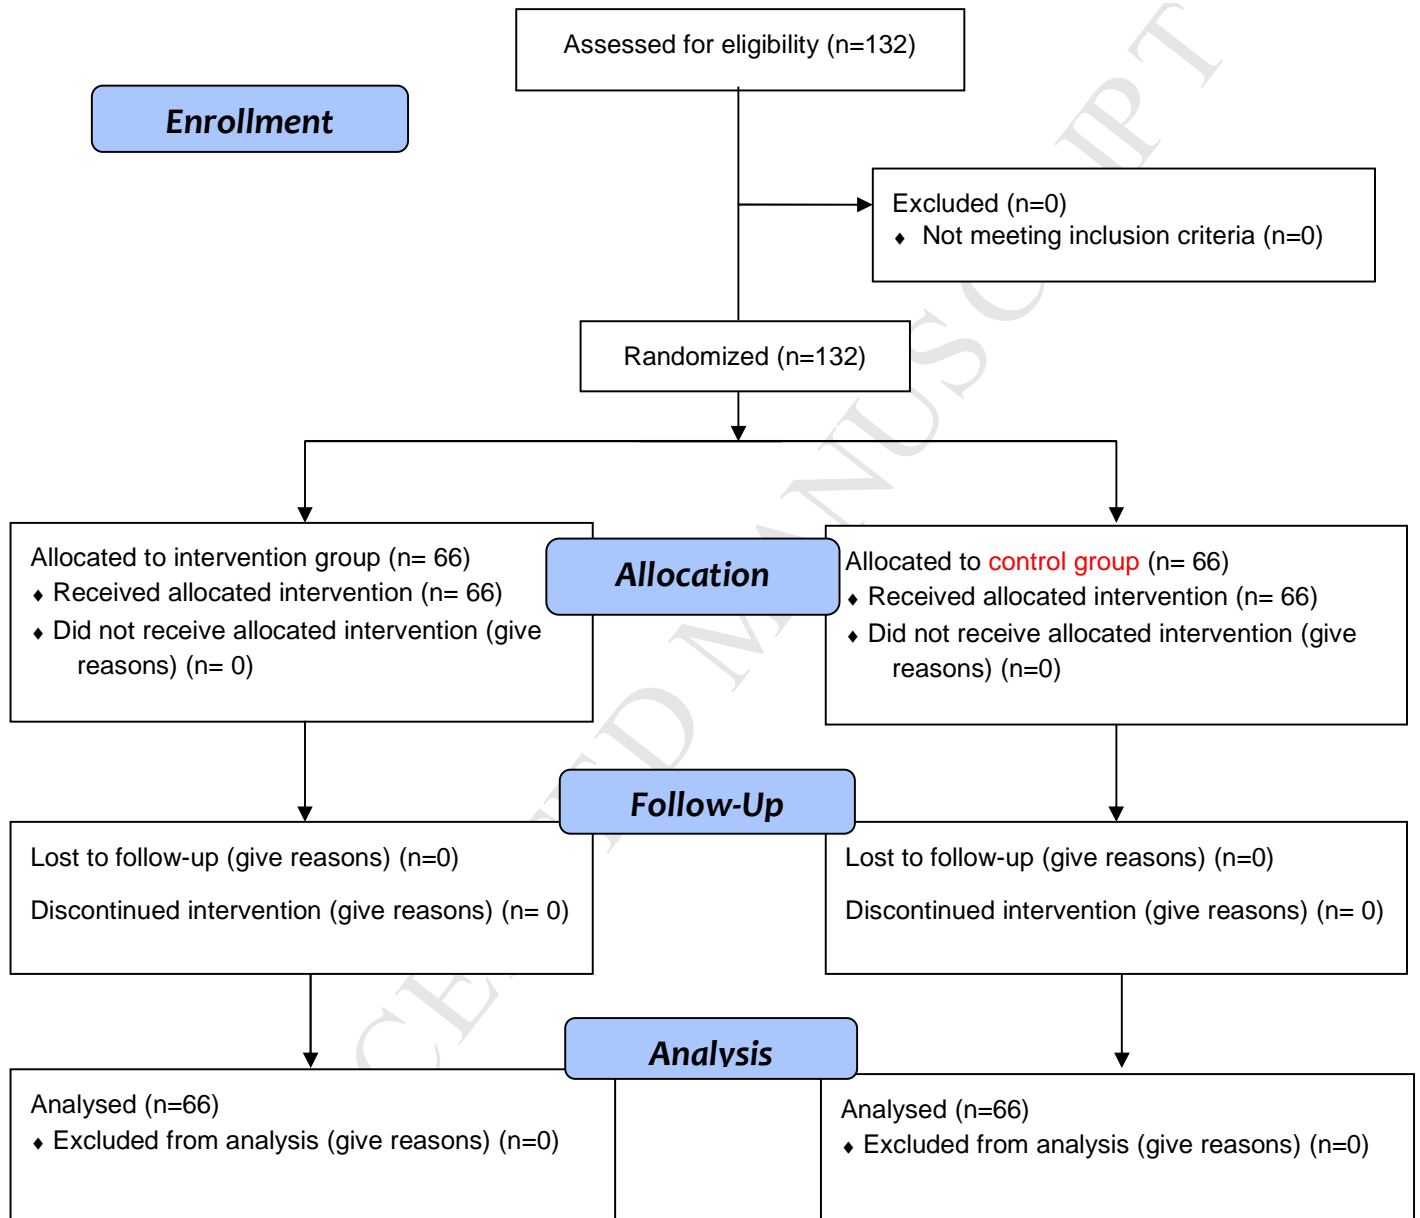 Assessed for eligibility (n=132)
Enrollment
Excluded (n=0)
♦ Not meeting inclusion criteria (n=0)
Randomized (n=132)
Allocated to intervention group (n= 66)
♦ Received allocated intervention (n= 66)
♦ Did not receive allocated intervention (give
reasons) (n= 0)
Allocation
Allocated to control group (n= 66)
♦ Received allocated intervention (n= 66)
♦ Did not receive allocated intervention (give
reasons) (n=0)
Follow-Up
Lost to follow-up (give reasons) (n=0)
Discontinued intervention (give reasons) (n= 0)
Lost to follow-up (give reasons) (n=0)
Discontinued intervention (give reasons) (n= 0)
Analysis
Analysed (n=66)
♦ Excluded from analysis (give reasons) (n=0)
Analysed (n=66)
♦ Excluded from analysis (give reasons) (n=0)